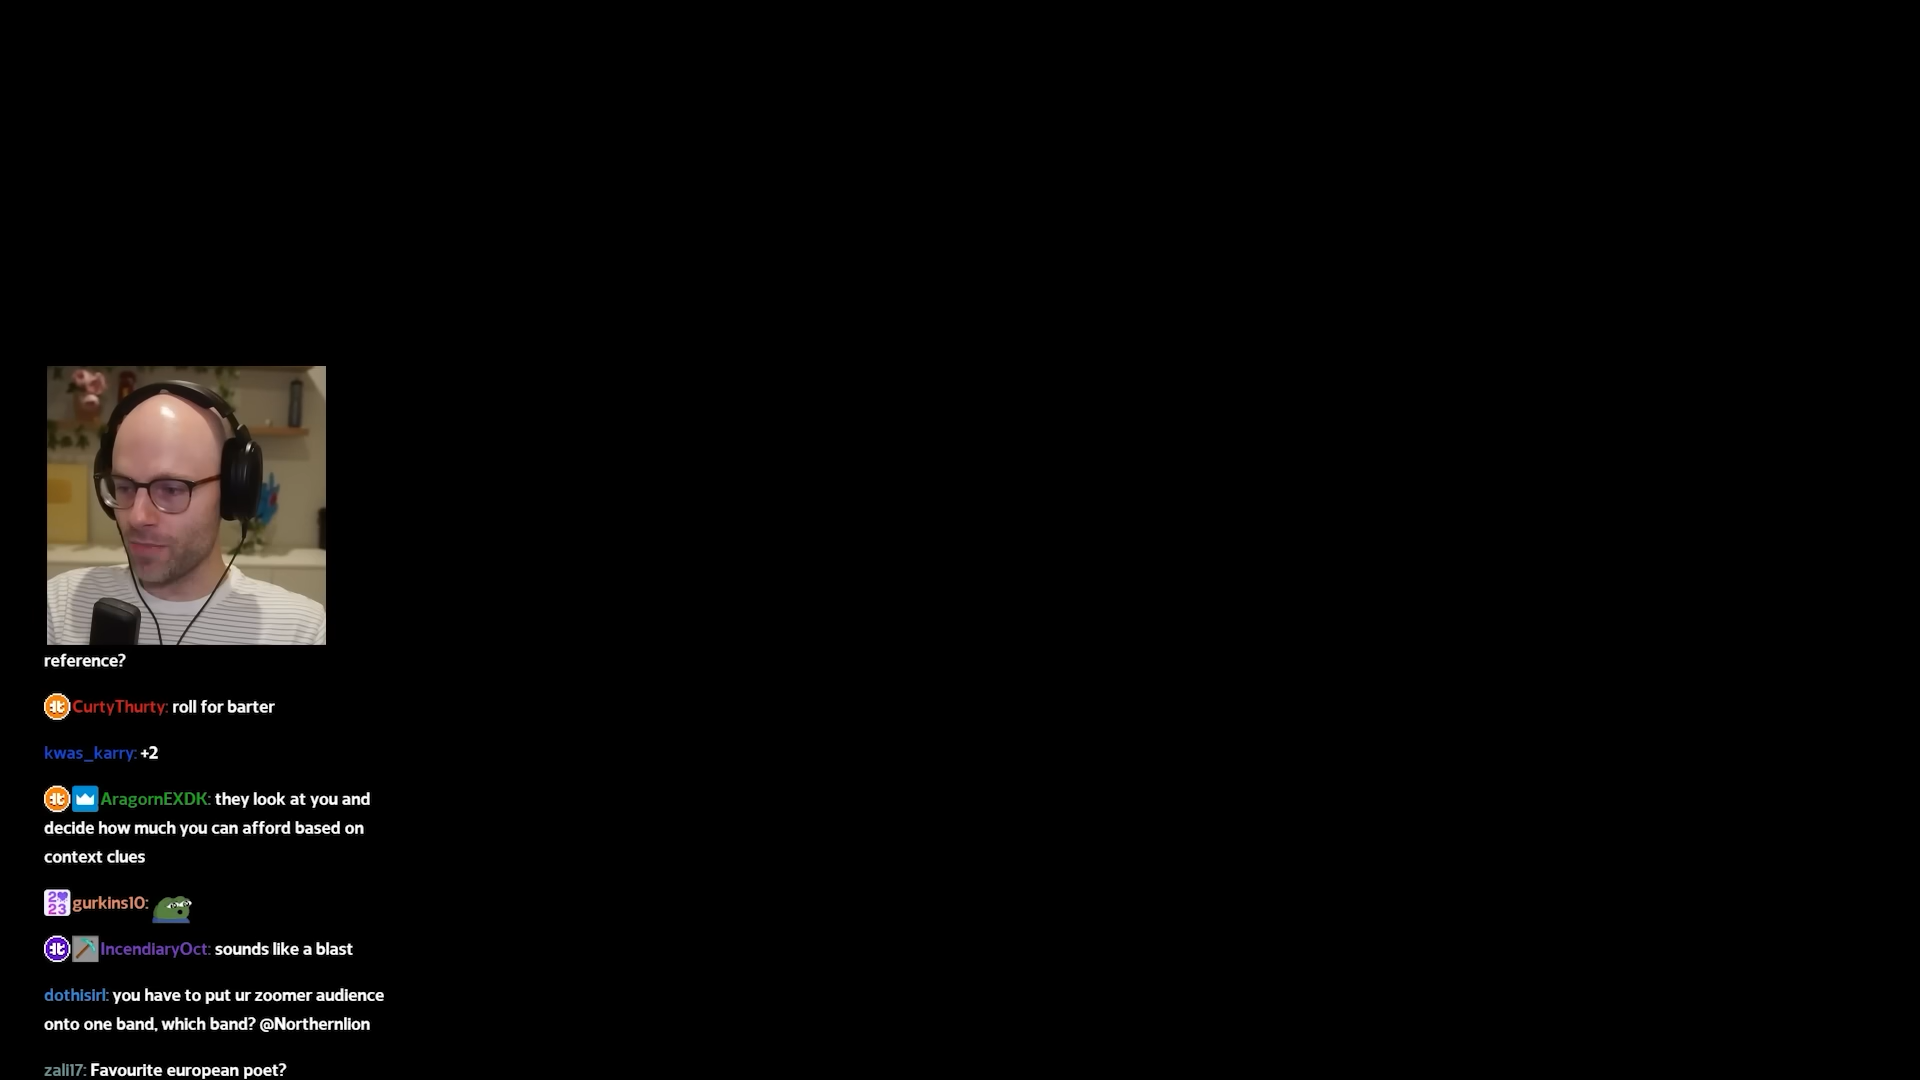 reference?
CurtyThurty: roll for barter
kwas_karry: +2
AragornEXDK: they look at you and
decide how much you can afford based on
context clues
2 23 gurkins10:
IncendiaryOct: sounds like a blast
dothisirl: you have to put ur zoomer audience
onto one band, which band? @Northernlion
zali17: Favourite european poet?